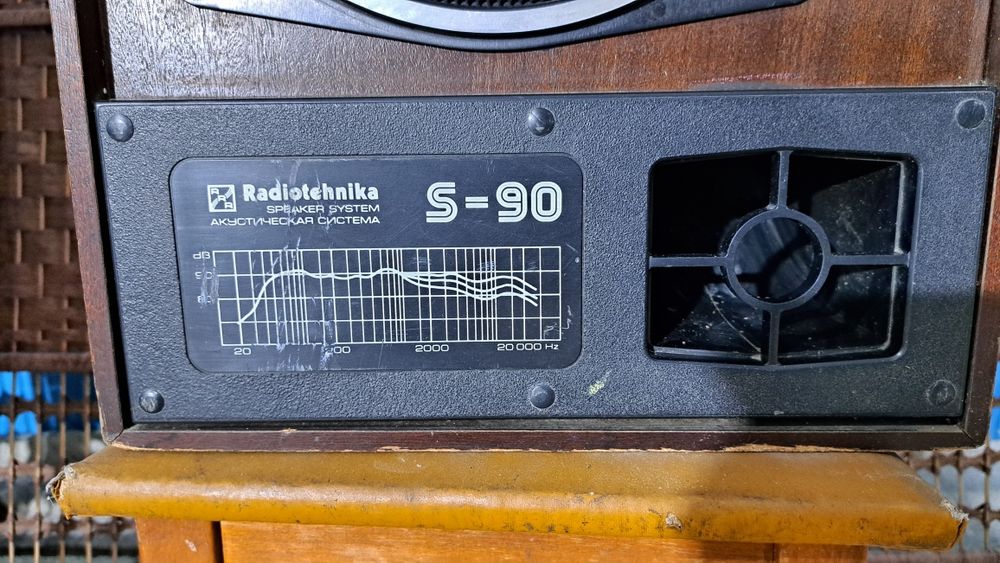 Radiotehnika
SPEAKER SYSTEM
АКУСТИЧЕСКАЯ СИСТЕМА
S-90
dB
20 2000 20 000 Hz